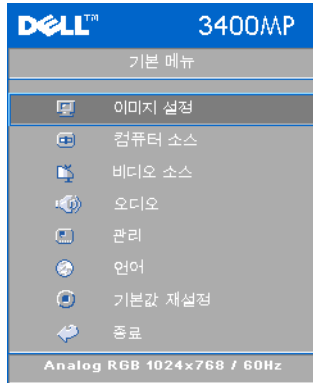 DELL™ 3400MP
기본 메뉴
이미지 설정
컴퓨터 소스
비디오 소스
오디오
관리
언어
기본값 재설정
종료
Analog RGB 1024x768 / 60Hz